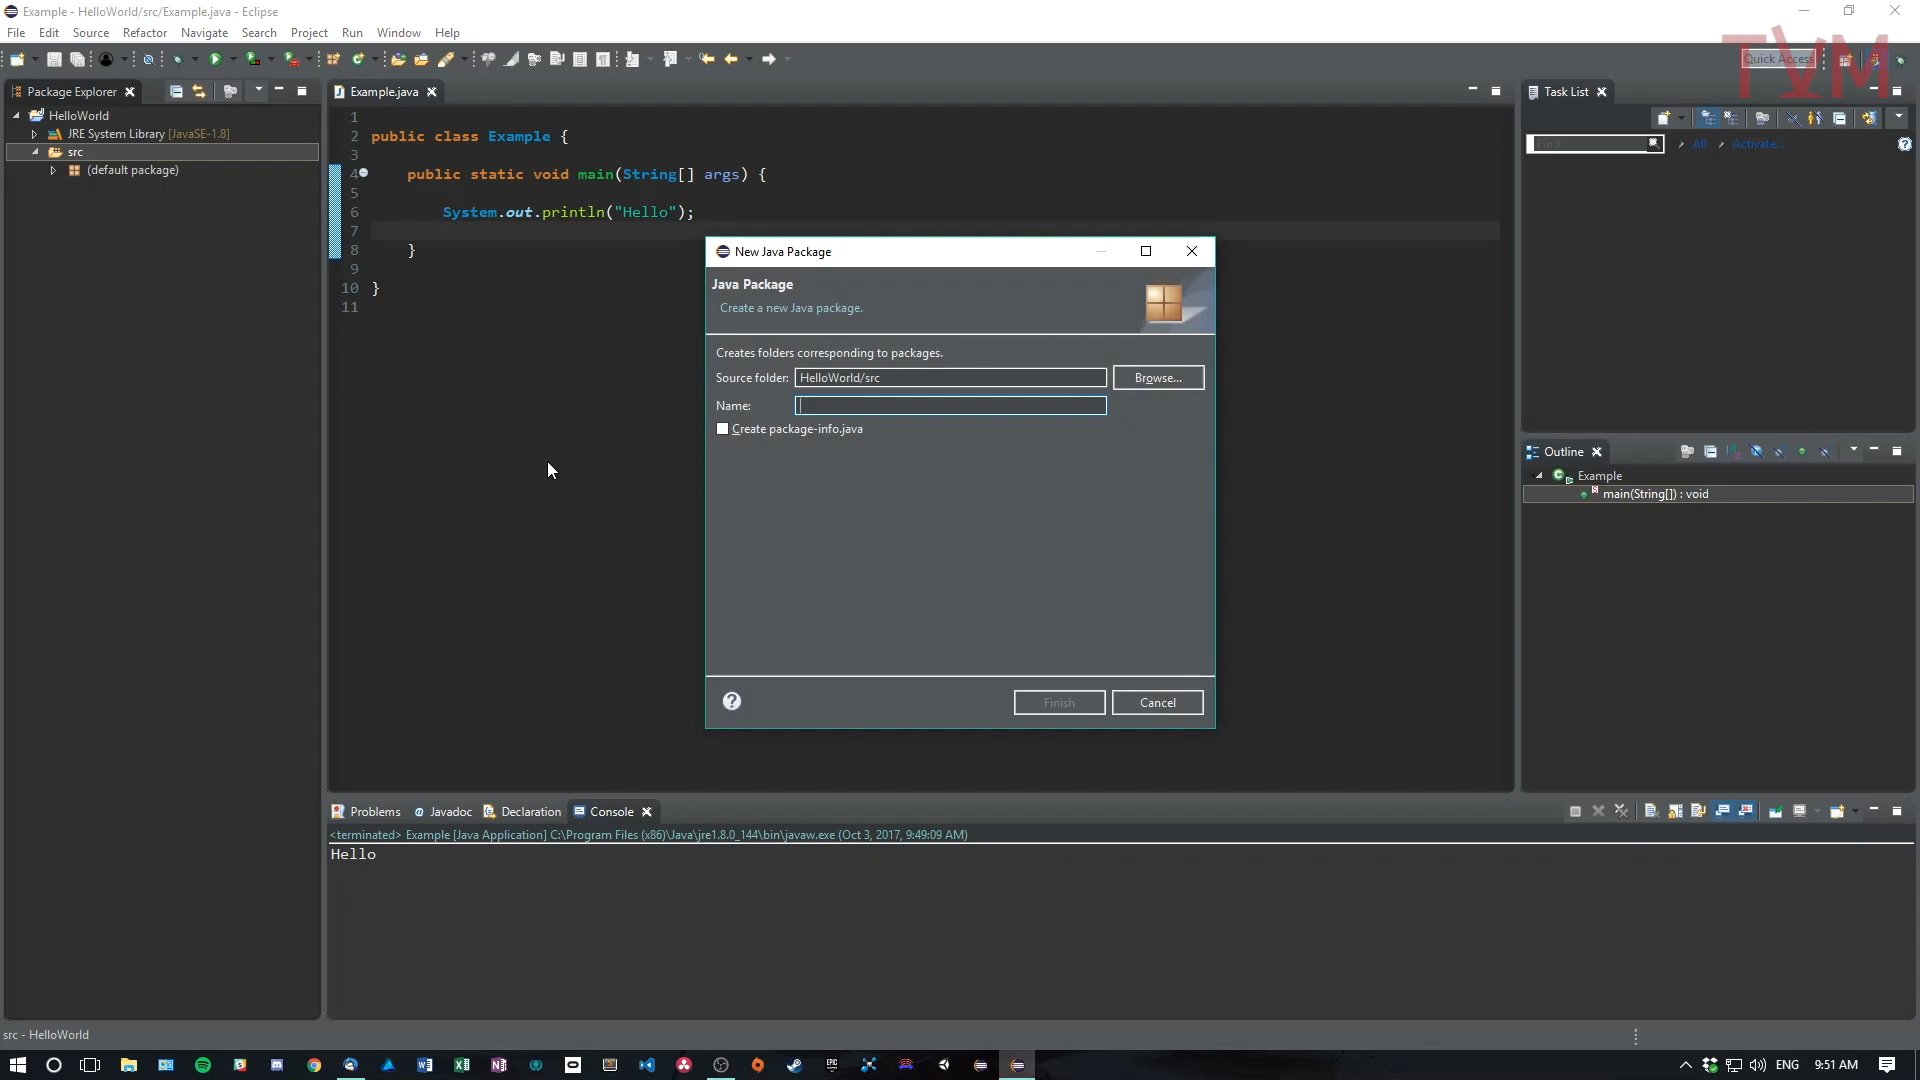 Example - HelloWorld/src/Example.java - Eclipse
File Edit Source Refactor Navigate Search Project Run Window Help
Quick Access
TVM
Package Explorer
Example.java
Task List
HelloWorld
JRE System Library [JavaSE-1.8]
src
(default package)
1
2 public class Example {
3
4 public static void main(String[] args) {
5
6 System.out.println("Hello");
7
8 }
9
10 }
11
Find
All
Activate...
New Java Package
Java Package
Create a new Java package.
Creates folders corresponding to packages.
Source folder: HelloWorld/src Browse...
Name:
Create package-info.java
Finish Cancel
Outline
Example
main(String[]) : void
Problems Javadoc Declaration Console
<terminated> Example [Java Application] C:\Program Files (x86)\Java\jre1.8.0_144\bin\javaw.exe (Oct 3, 2017, 9:49:09 AM)
Hello
src - HelloWorld
ENG 9:51 AM